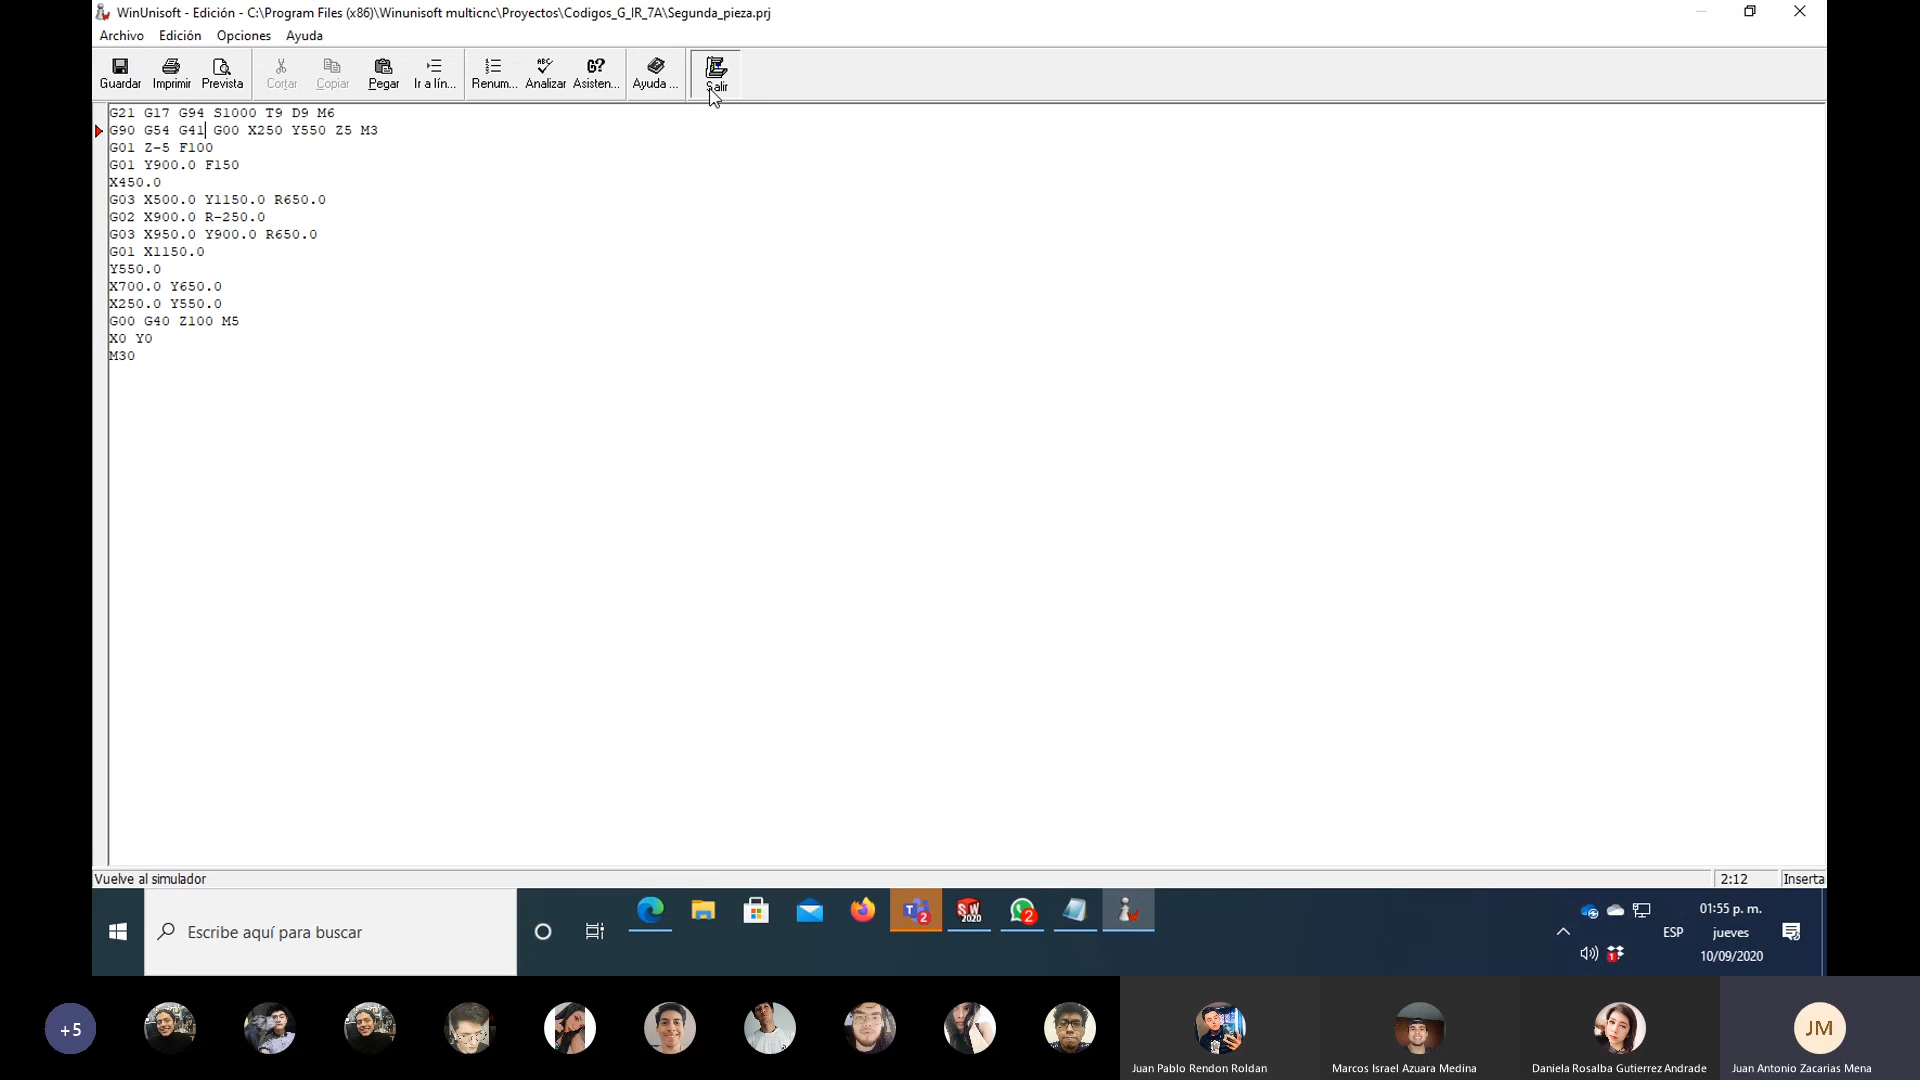 WinUnisoft - Edición - C:\Program Files (x86)\Winunisoft multicnc\Proyectos\Codigos_G_IR_7A\Segunda_pieza.prj
Archivo Edición Opciones Ayuda
Guardar Imprimir Prevista Cortar Copiar Pegar Ir a lín... Renum... Analizar Asisten... Ayuda ... Salir
G21 G17 G94 S1000 T9 D9 M6
G90 G54 G41 G00 X250 Y550 Z5 M3
G01 Z-5 F100
G01 Y900.0 F150
X450.0
G03 X500.0 Y1150.0 R650.0
G02 X900.0 R-250.0
G03 X950.0 Y900.0 R650.0
G01 X1150.0
Y550.0
X700.0 Y650.0
X250.0 Y550.0
G00 G40 Z100 M5
X0 Y0
M30
Vuelve al simulador 2:12 Inserta
Escribe aquí para buscar
SW 2020
2
2
1
ESP
01:55 p. m.
jueves
10/09/2020
+5
JM
Juan Pablo Rendon Roldan Marcos Israel Azuara Medina Daniela Rosalba Gutierrez Andrade Juan Antonio Zacarias Mena